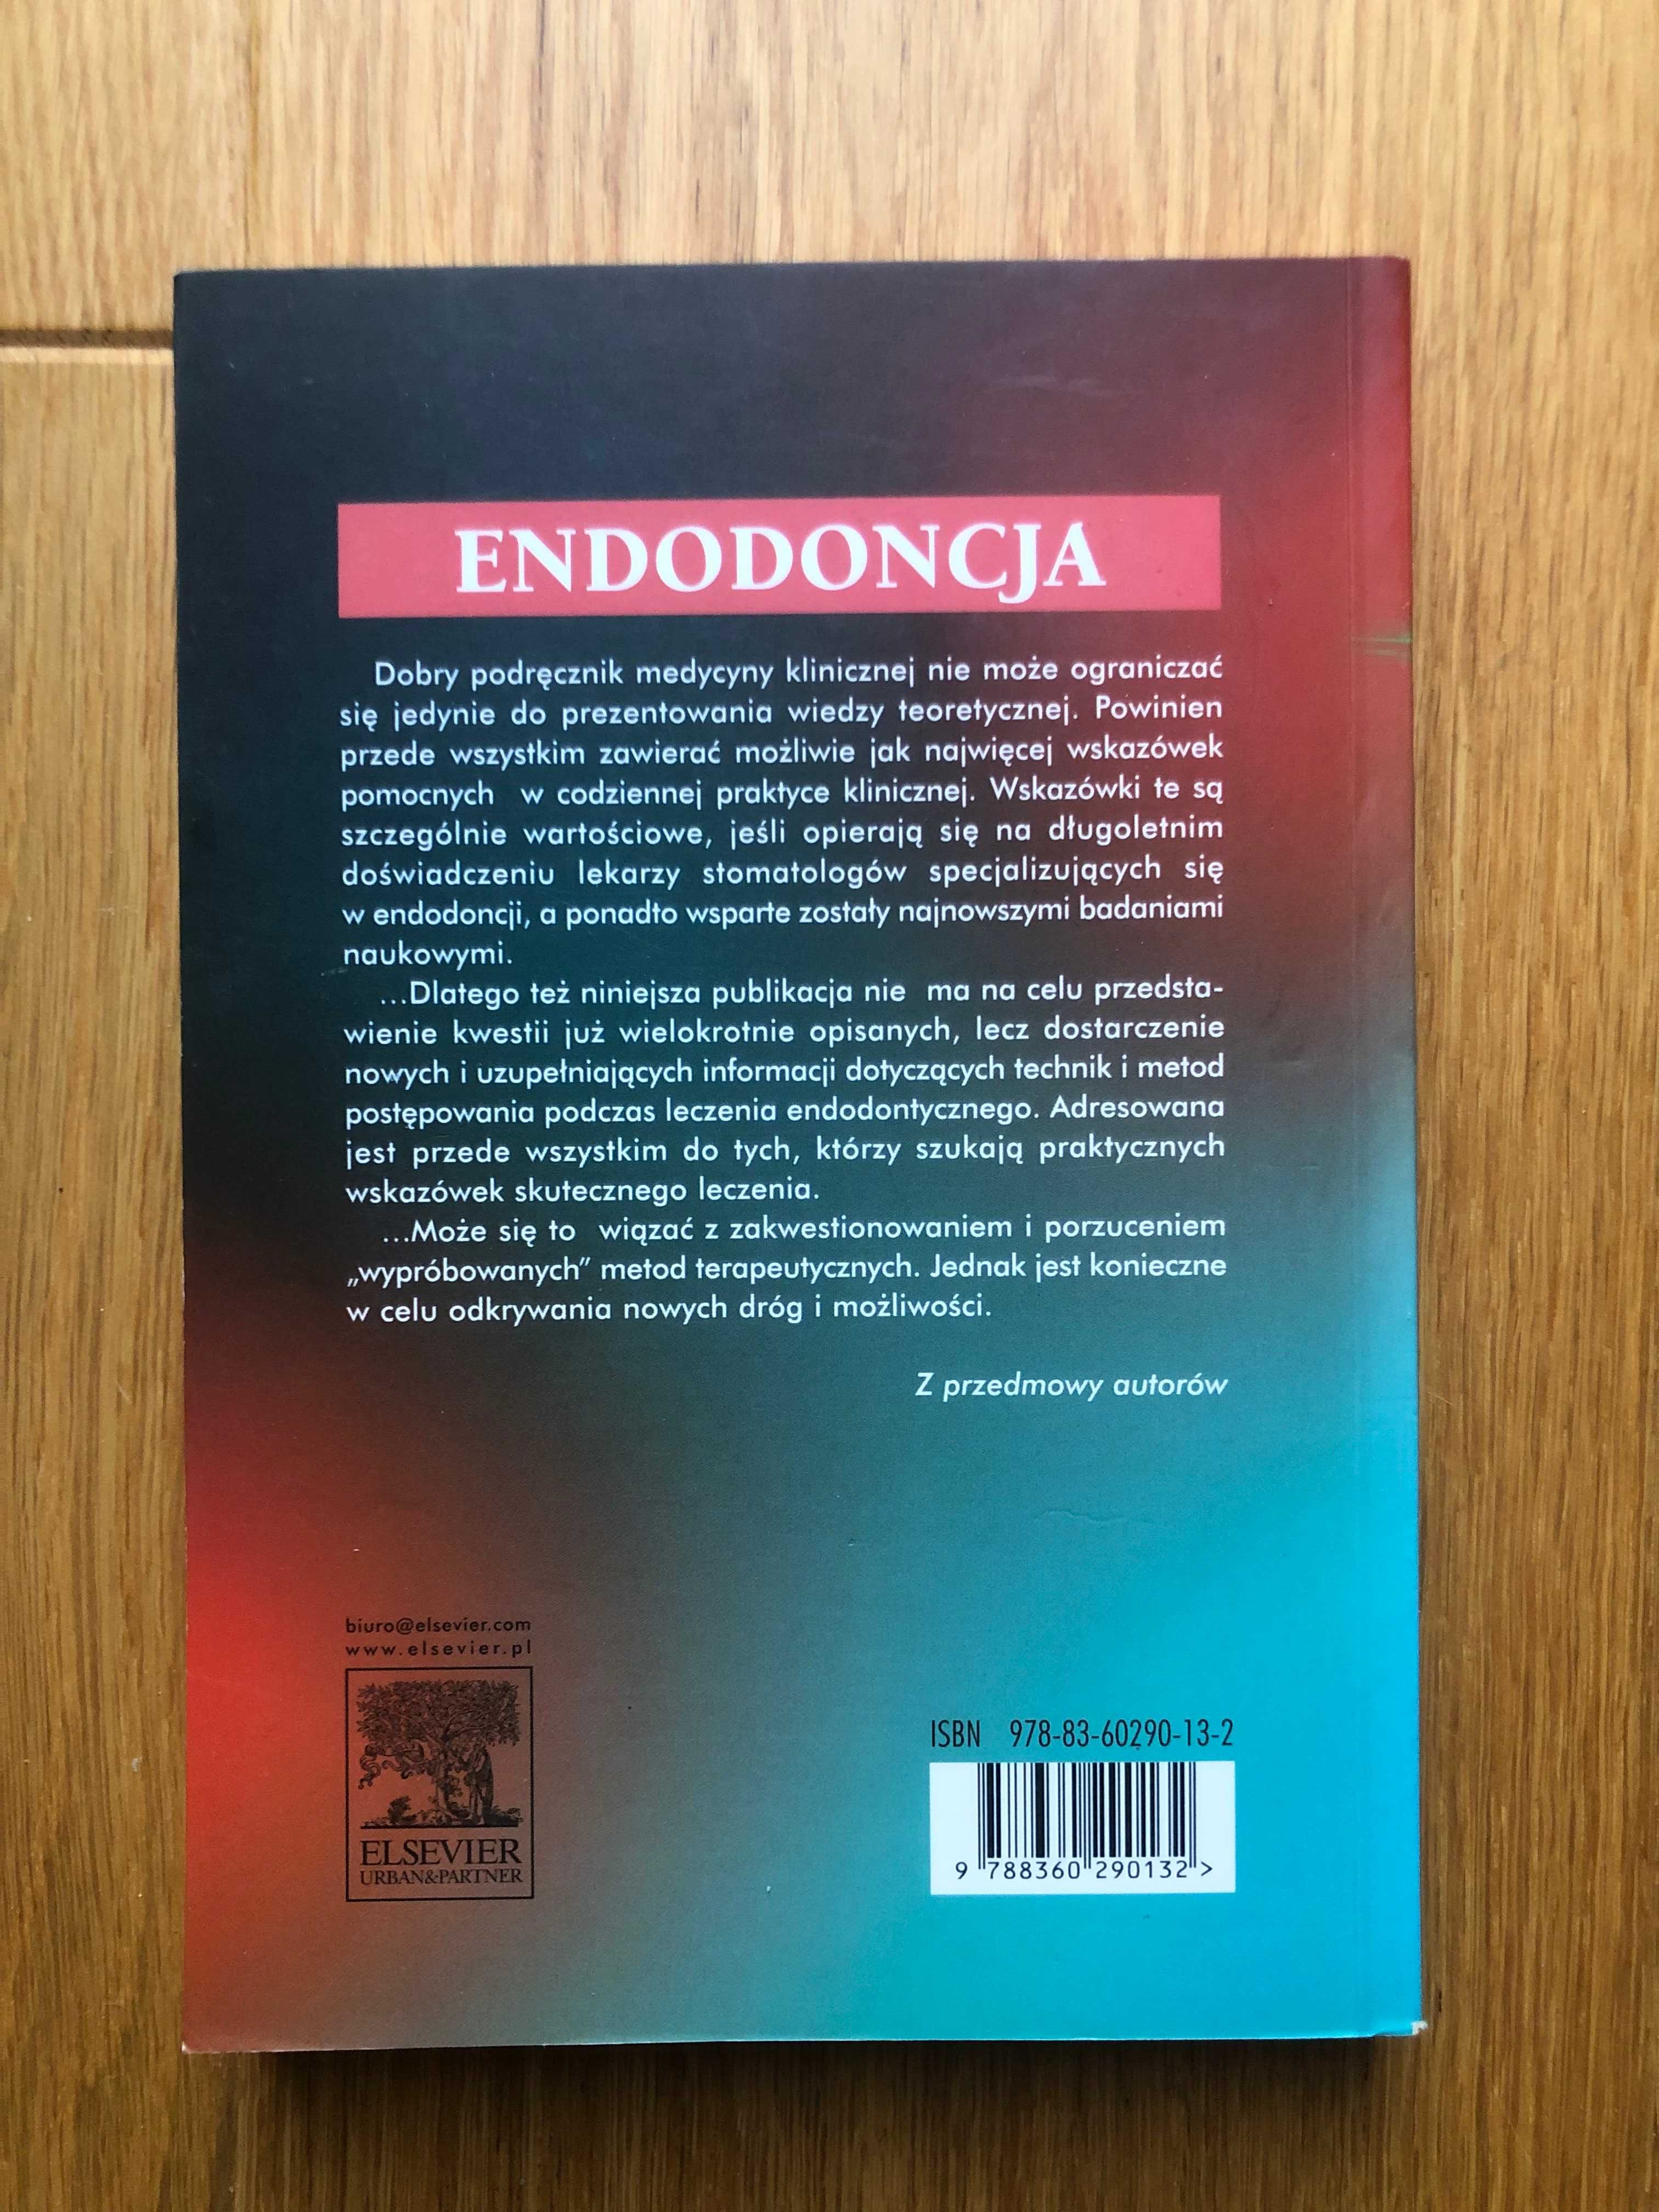 ENDODONCJA
Dobry podręcznik medycyny klinicznej nie może ograniczać
się jedynie do prezentowania wiedzy teoretycznej. Powinien
przede wszystkim zawierać możliwie jak najwięcej wskazówek
pomocnych w codziennej praktyce klinicznej. Wskazówki te są
szczególnie wartościowe, jeśli opierają się na długoletnim
doświadczeniu lekarzy stomatologów specjalizujących się
w endodoncji, a ponadto wsparte zostały najnowszymi badaniami
naukowymi.
...Dlatego też niniejsza publikacja nie ma na celu przedsta-
wienie kwestii już wielokrotnie opisanych, lecz dostarczenie
nowych i uzupełniających informacji dotyczących technik i metod
postępowania podczas leczenia endodontycznego. Adresowana
jest przede wszystkim do tych, którzy szukają praktycznych
wskazówek skutecznego leczenia.
...Może się to wiązać z zakwestionowaniem i porzuceniem
„wypróbowanych" metod terapeutycznych. Jednak jest konieczne
w celu odkrywania nowych dróg i możliwości.
Z przedmowy autorów
biuro@elsevier.com
www.elsevier.pl
ELSEVIER
URBAN&PARTNER
ISBN 978-83-60290-13-2
9 788360 290132 >